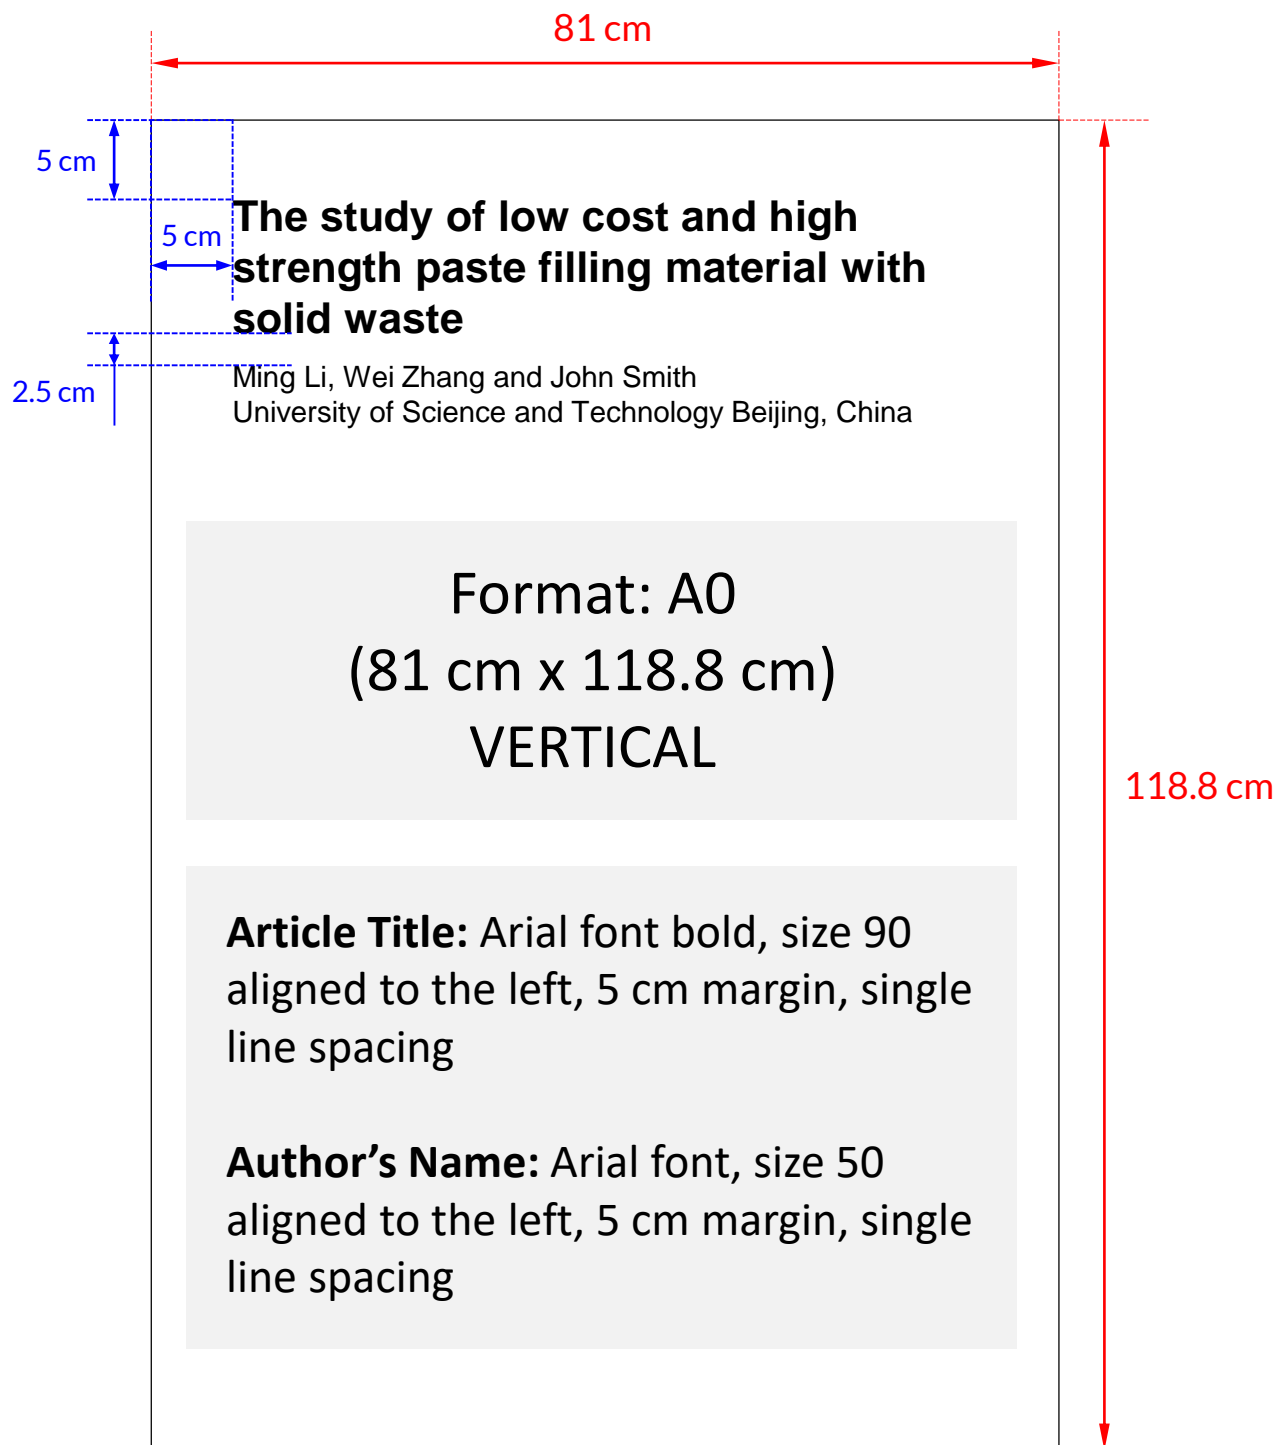 81 cm
5 cm
5 cm
The study of low cost and high
strength paste filling material with
solid waste
2.5 cm
Ming Li, Wei Zhang and John Smith
University of Science and Technology Beijing, China
Format: A0
(81 cm x 118.8 cm)
VERTICAL
118.8 cm
Article Title: Arial font bold, size 90
aligned to the left, 5 cm margin, single
line spacing
Author’s Name: Arial font, size 50
aligned to the left, 5 cm margin, single
line spacing